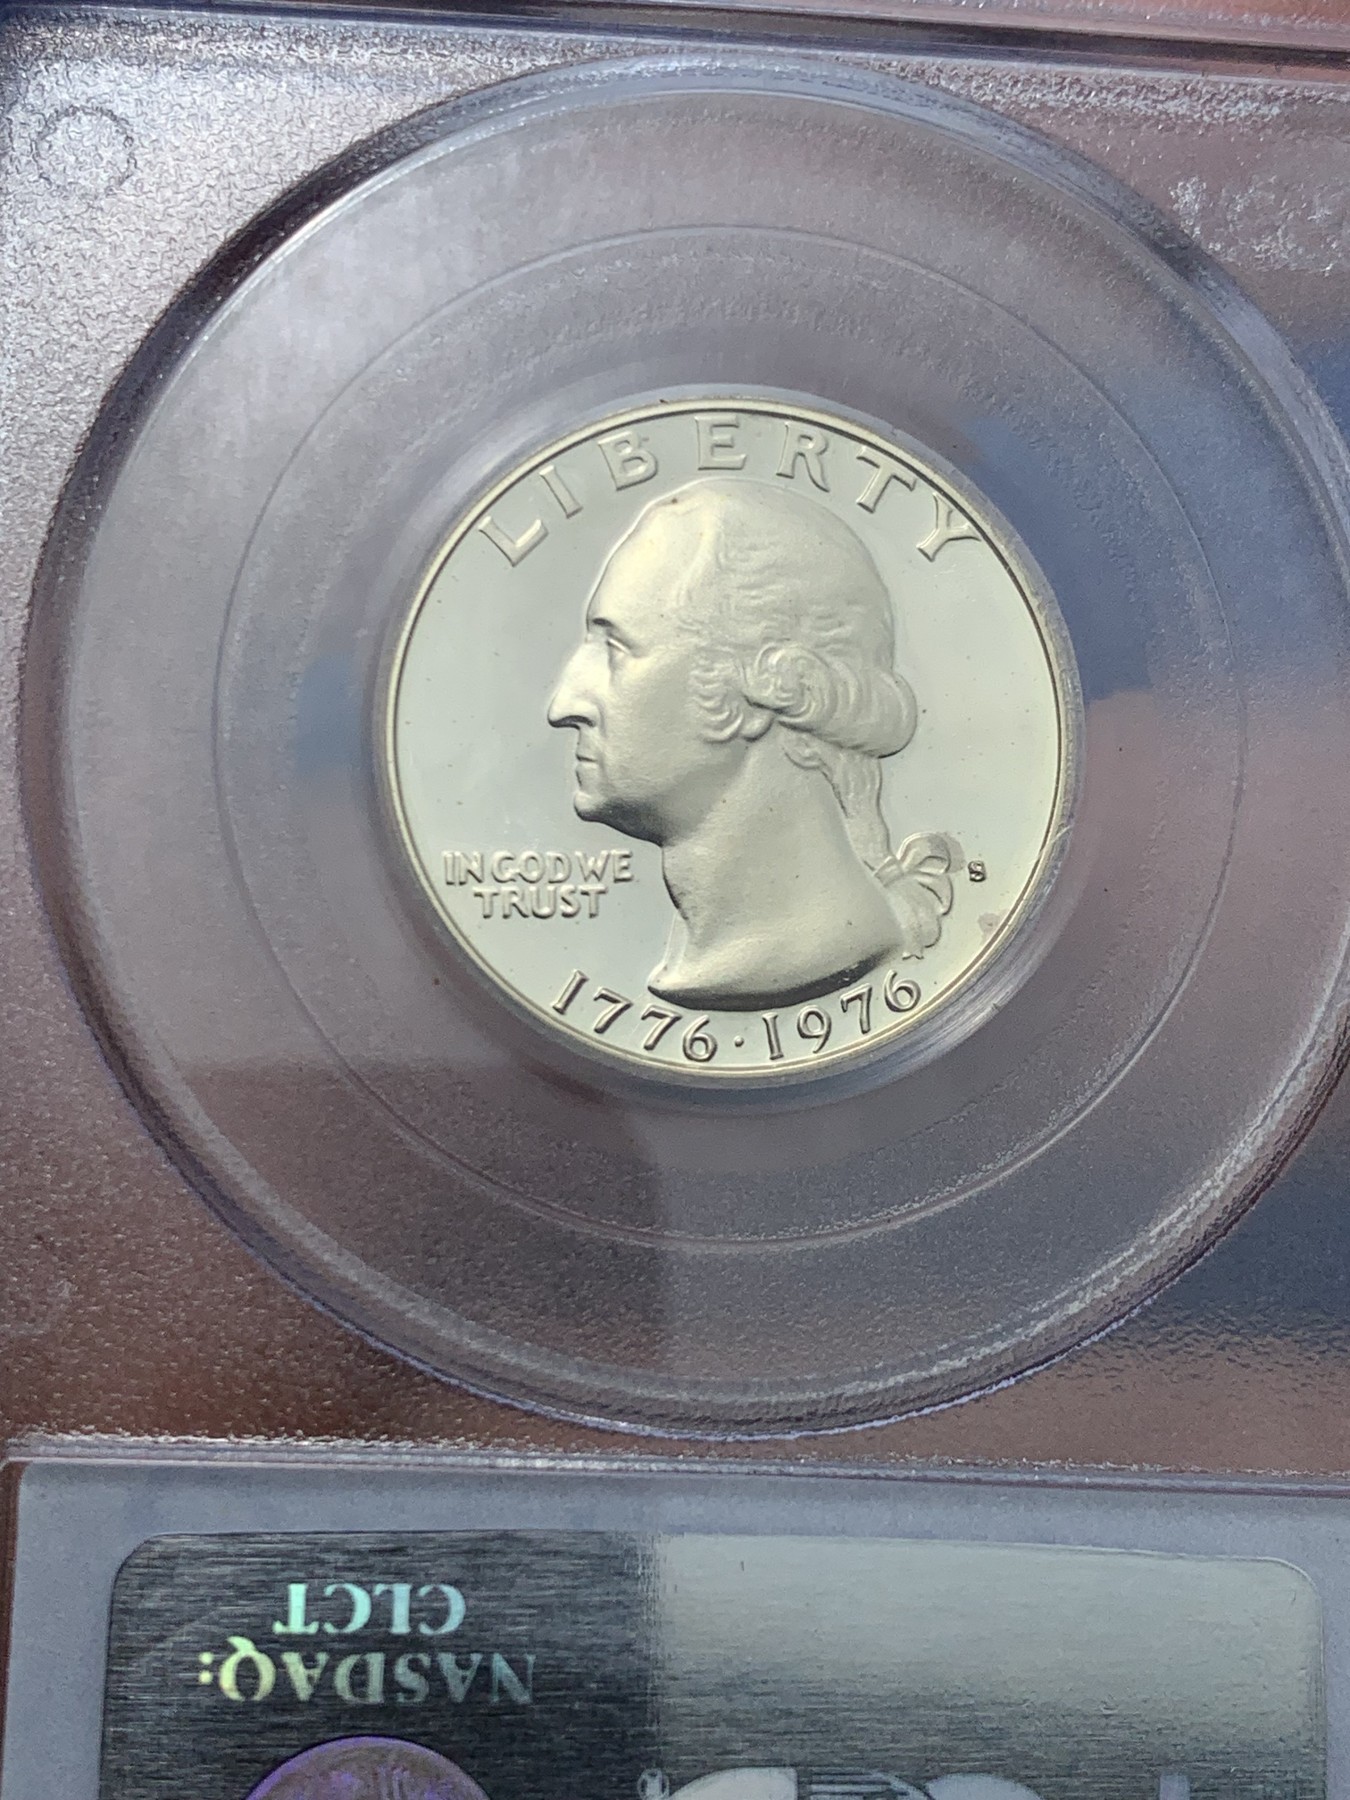 LIBERTY
IN GOD WE
TRUST
S
1776·1976
NASDAQ:
CLCT